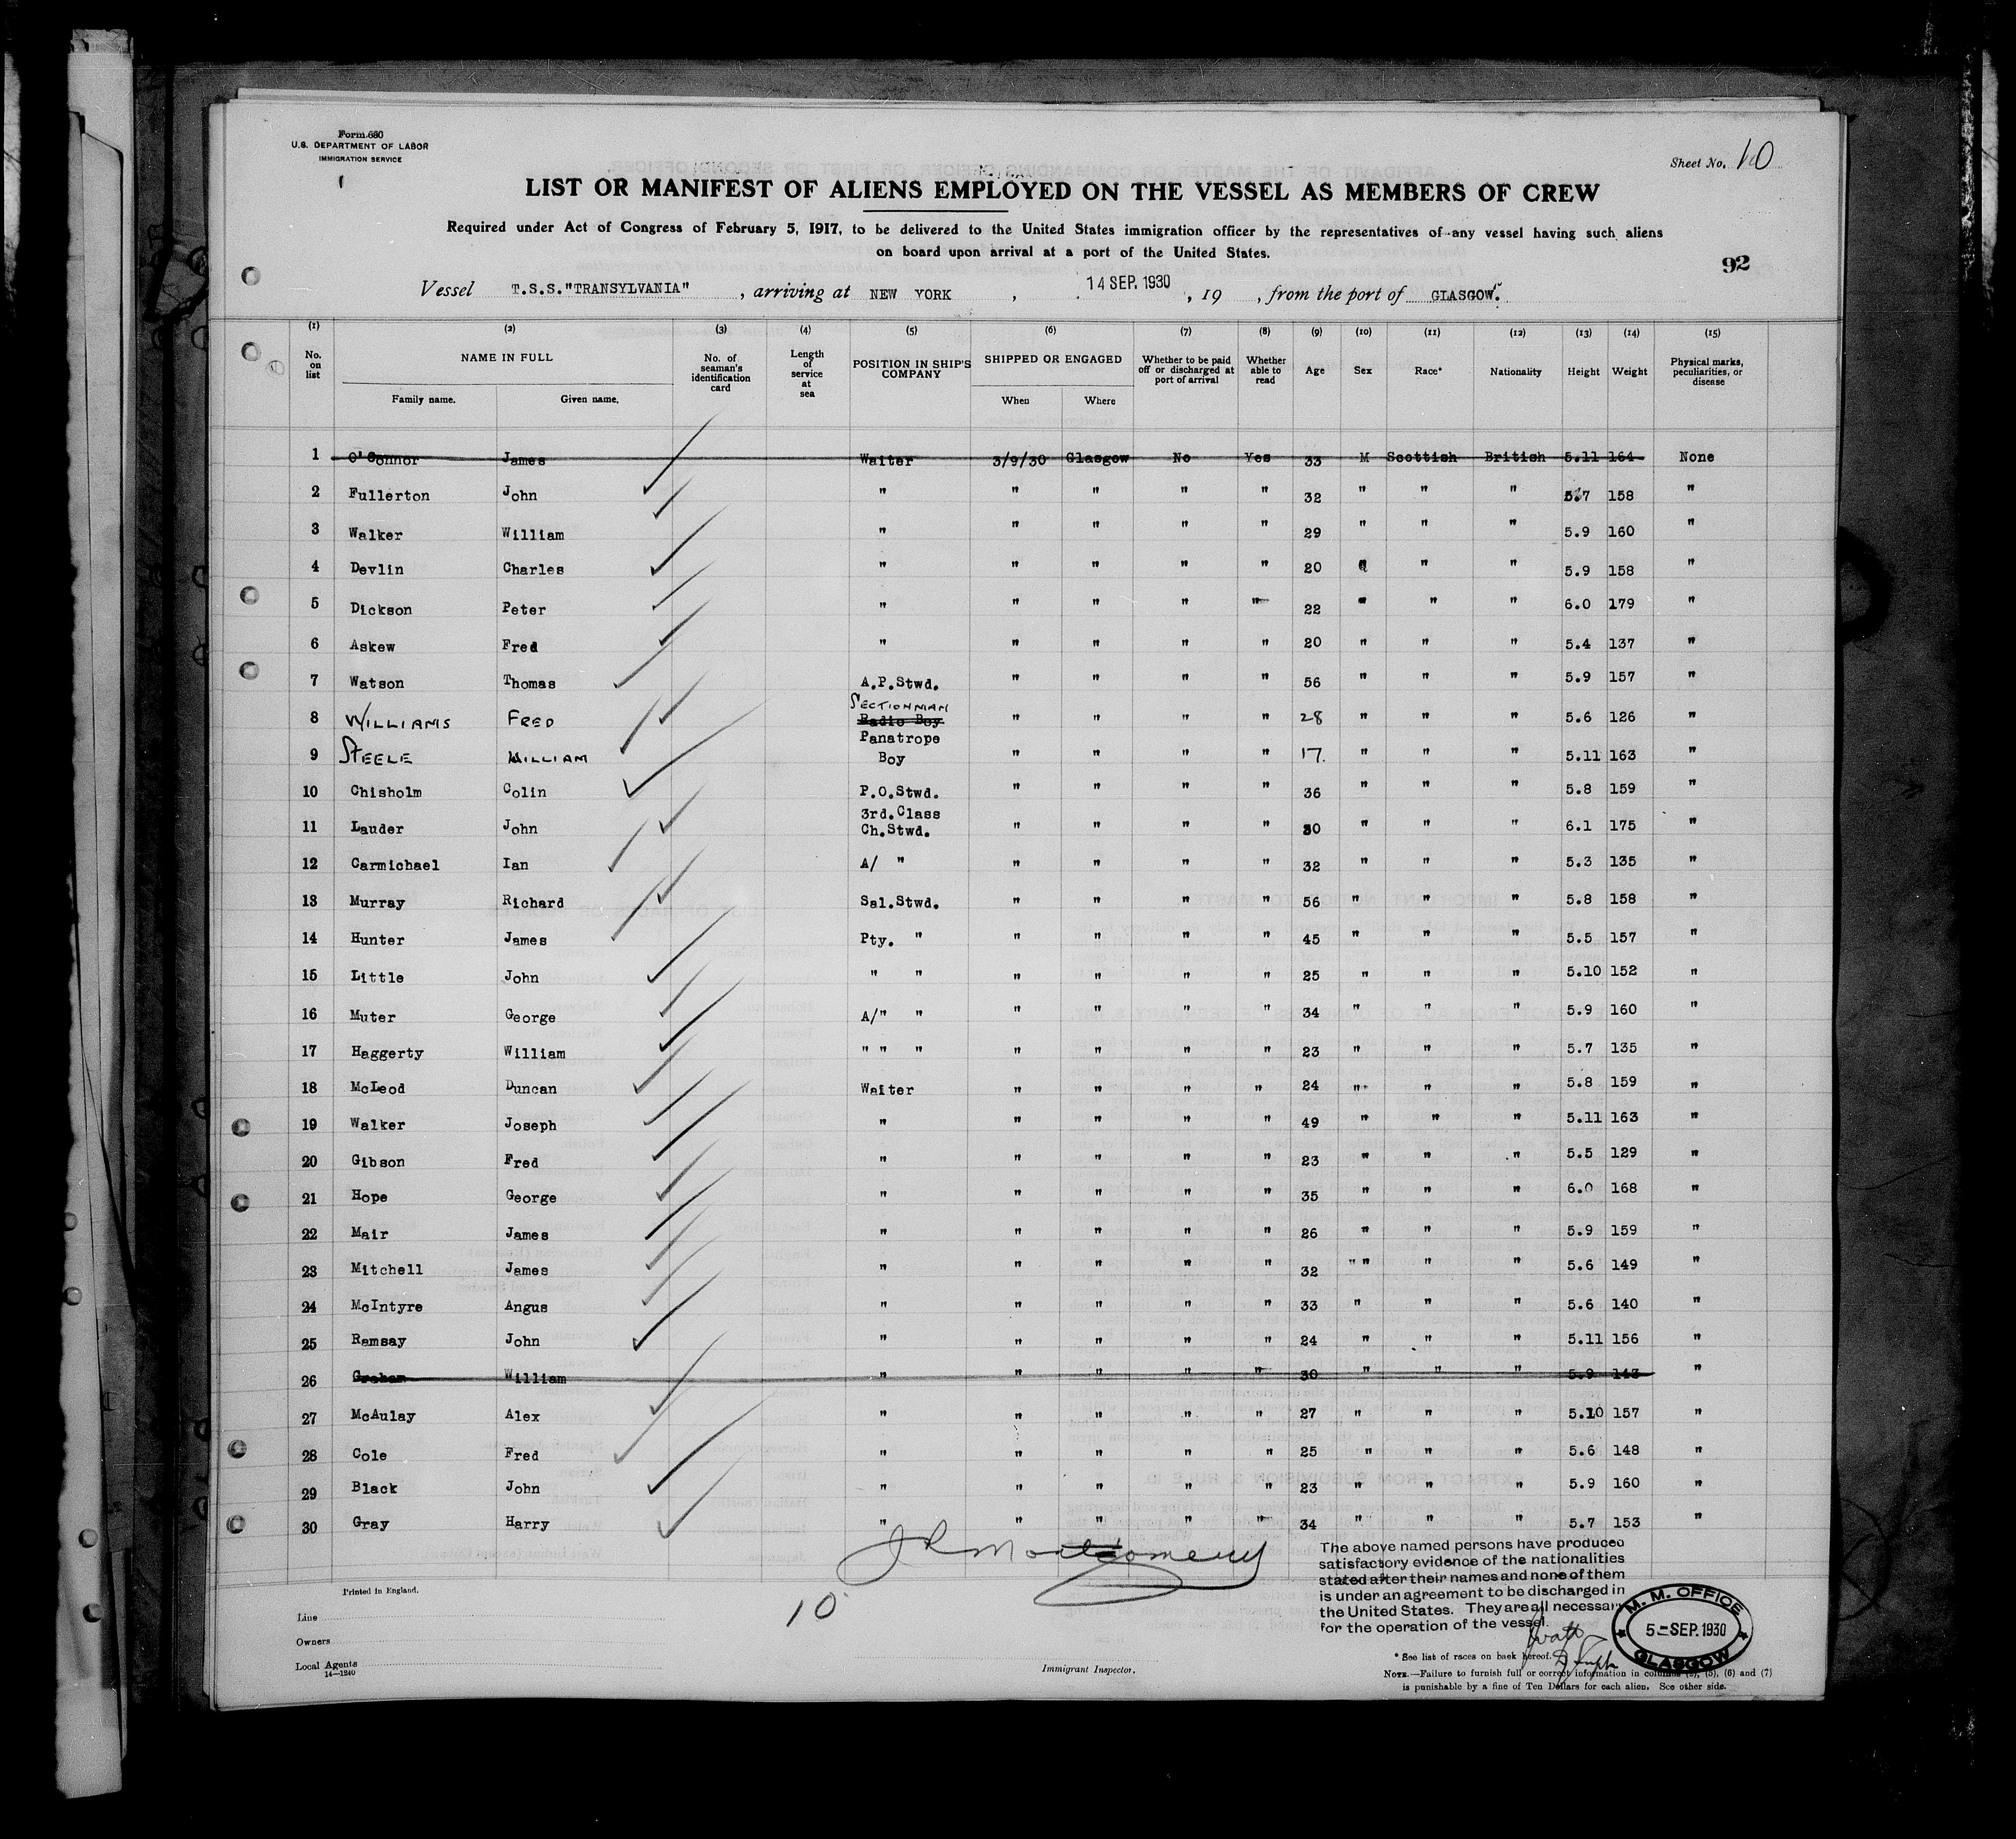 Form 680
U.S. DEPARTMENT OF LABOR
IMMIGRATION SERVICE
Sheet No. 10
LIST OR MANIFEST OF ALIENS EMPLOYED ON THE VESSEL AS MEMBERS OF CREW
Required under Act of Congress of February 5, 1917, to be delivered to the United States immigration officer by the representatives of any vessel having such aliens
on board upon arrival at a port of the United States.
92
Vessel T.S.S."TRANSYLVANIA", arriving at NEW YORK, 14 SEP. 1930, 19 , from the port of GLASGOW.
(1) (2) (3) (4) (5) (6) (7) (8) (9) (10) (11) (12) (13) (14) (15)
No. on list NAME IN FULL No. of seaman's identification card Length of service at sea POSITION IN SHIP'S COMPANY SHIPPED OR ENGAGED Whether to be paid off or discharged at port of arrival Whether able to read Age Sex Race* Nationality Height Weight Physical marks, peculiarities, or disease
Family name. Given name. When Where
1 O'Connor James Waiter 3/9/30 Glasgow No Yes 33 M Scottish British 5.11 164 None
2 Fullerton John " " " " " 32 " " " 5.7 158 "
3 Walker William " " " " " 29 " " " 5.9 160 "
4 Devlin Charles " " " " " 20 " " " 5.9 158 "
5 Dickson Peter " " " " " 22 " " " 6.0 179 "
6 Askew Fred " " " " " 20 " " " 5.4 137 "
7 Watson Thomas A.P.Stwd. " " " " 56 " " " 5.9 157 "
8 WILLIAMS FRED SECTIONMAN Radio Boy " " " " 28 " " " 5.6 126 "
9 STEELE WILLIAM Panatrope Boy " " " " 17. " " " 5.11 163 "
10 Chisholm Colin P.O.Stwd. " " " " 36 " " " 5.8 159 "
11 Lauder John 3rd.Class Ch.Stwd. " " " " 30 " " " 6.1 175 "
12 Carmichael Ian A/ " " " " " 32 " " " 5.3 135 "
13 Murray Richard Sal.Stwd. " " " " 56 " " " 5.8 158 "
14 Hunter James Pty. " " " " " 45 " " " 5.5 157 "
15 Little John " " " " " " 25 " " " 5.10 152 "
16 Muter George A/" " " " " " 34 " " " 5.9 160 "
17 Haggerty William " " " " " " " 23 " " " 5.7 135 "
18 McLeod Duncan Waiter " " " " 24 " " " 5.8 159 "
19 Walker Joseph " " " " " 49 " " " 5.11 163 "
20 Gibson Fred " " " " " 23 " " " 5.5 129 "
21 Hope George " " " " " 35 " " " 6.0 168 "
22 Mair James " " " " " 26 " " " 5.9 159 "
23 Mitchell James " " " " " 32 " " " " 5.6 149 "
24 McIntyre Angus " " " " " 33 " " " 5.6 140 "
25 Ramsay John " " " " " 24 " " " 5.11 156 "
26 Graham William " " " " " 30 " " " 5.9 143 "
27 McAulay Alex " " " " " 27 " " " 5.10 157 "
28 Cole Fred " " " " " 25 " " " 5.6 148 "
29 Black John " " " " " 23 " " " 5.9 160 "
30 Gray Harry " " " " " 34 " " " 5.7 153 "
J R Montgomery
10
The above named persons have produced
satisfactory evidence of the nationalities
stated after their names and none of them
is under an agreement to be discharged in
the United States. They are all necessary
for the operation of the vessel.
M. M. OFFICE
5-SEP. 1930
GLASGOW
Printed in England.
Line
Owners
Local Agents
14—1240
Immigrant Inspector.
* See list of races on back hereof.
NOTE.—Failure to furnish full or correct information in columns (2), (5), (6) and (7)
is punishable by a fine of Ten Dollars for each alien. See other side.